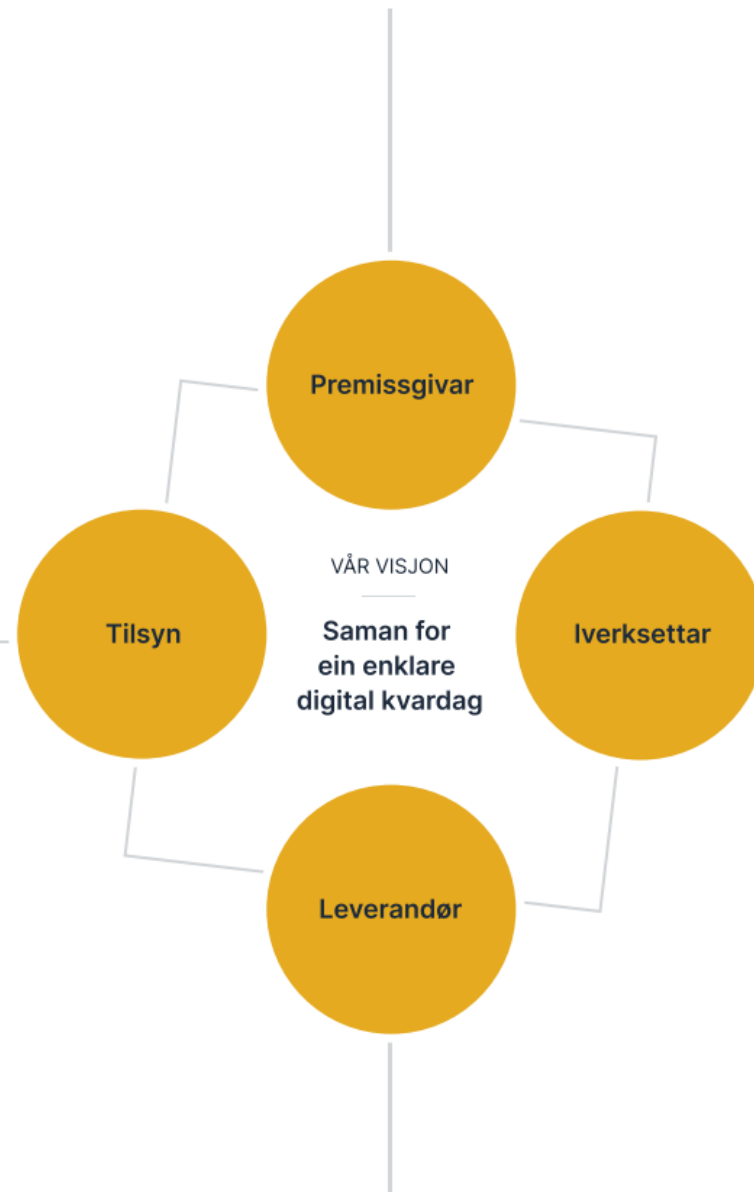 Premissgivar
VÅR VISJON
Tilsyn
Saman for
ein enklare
digital kvardag
Iverksettar
Leverandør